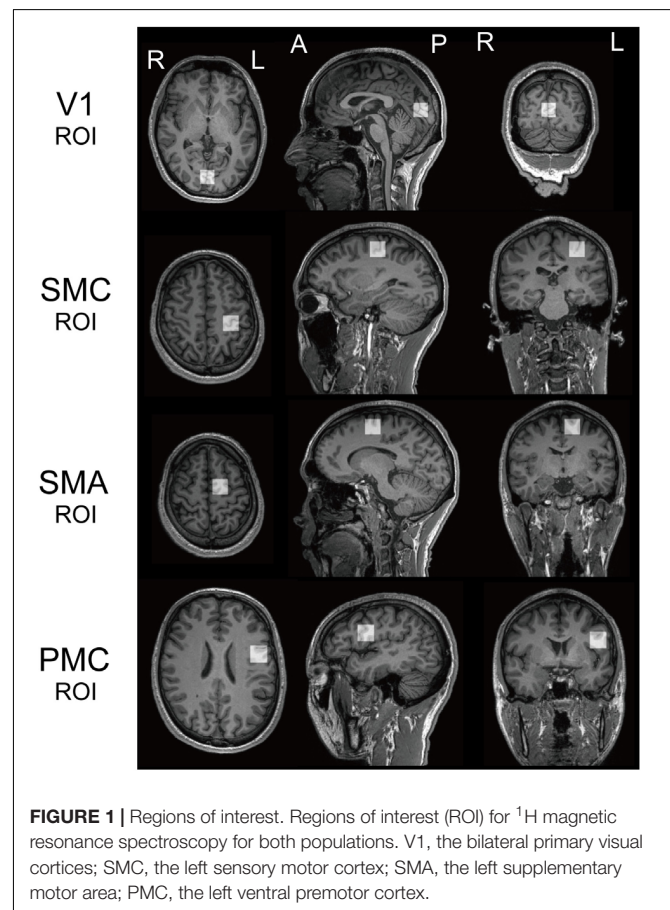 R L A P R L
V1
ROI
SMC
ROI
SMA
ROI
PMC
ROI
FIGURE 1 | Regions of interest. Regions of interest (ROI) for ¹H magnetic
resonance spectroscopy for both populations. V1, the bilateral primary visual
cortices; SMC, the left sensory motor cortex; SMA, the left supplementary
motor area; PMC, the left ventral premotor cortex.